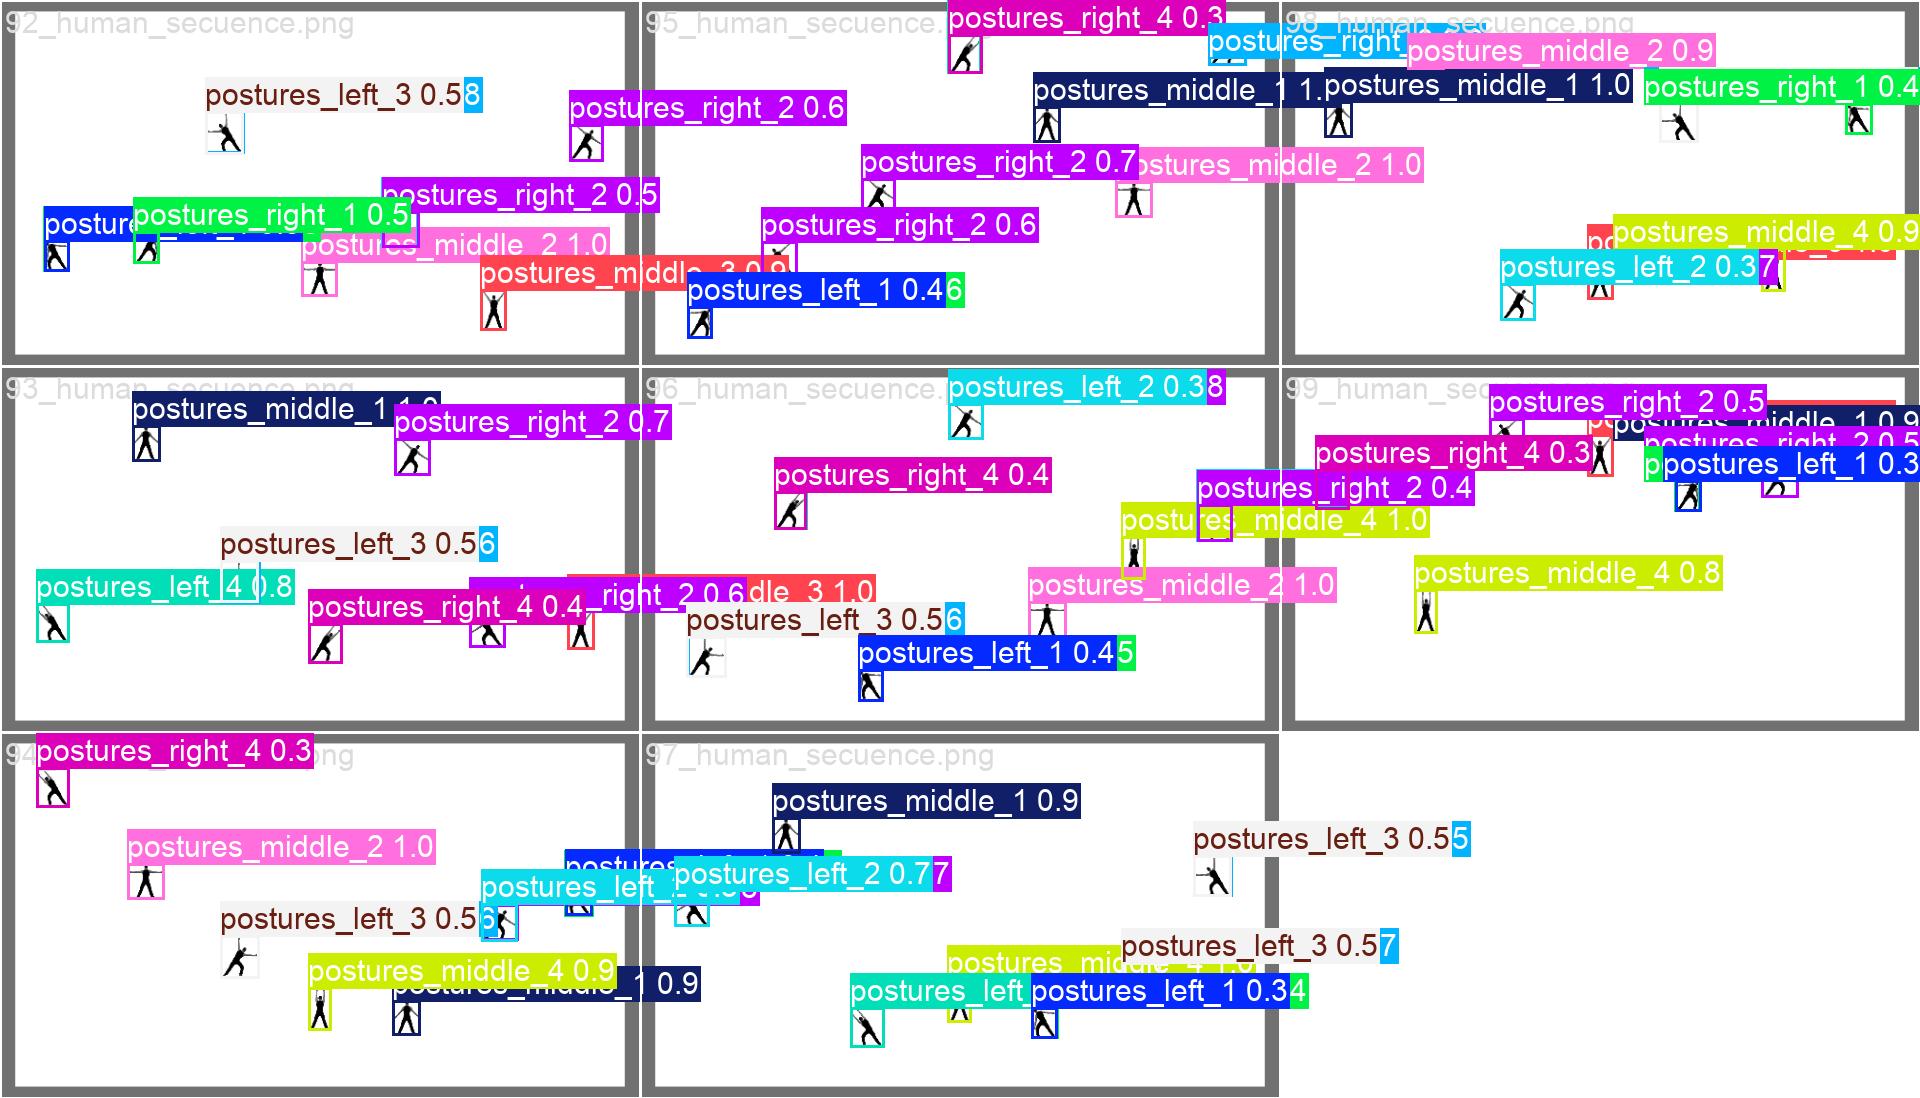 92_human_secuence.png
postures_left_3 0.58
postures_right_2 0.6
postures_right_2 0.5
postures_right_1 0.5
postures_middle_2 1.0
postures_middle_3 0.9
95_human_secuence.png
postures_right_4 0.3
postures_right_
postures_middle_1 1.
postures_right_2 0.7
postures_middle_2 1.0
postures_right_2 0.6
postures_left_1 0.46
98_human_secuence.png
postures_middle_2 0.9
postures_middle_1 1.0
postures_right_1 0.4
postures_middle_4 0.9
postures_left_2 0.37
93_human_secuence.png
postures_middle_1 1.0
postures_right_2 0.7
postures_left_3 0.56
postures_left_4 0.8
postures_right_4 0.4
_right_2 0.6
dle_3 1.0
96_human_secuence.
postures_left_2 0.38
postures_right_4 0.4
postures_right_2 0.4
postures_middle_4 1.0
postures_middle_2 1.0
postures_left_3 0.56
postures_left_1 0.45
99_human_sec
postures_right_2 0.5
postures_middle_1 0.9
postures_right_2 0.5
postures_right_4 0.3
postures_left_1 0.3
postures_middle_4 0.8
94
png
postures_right_4 0.3
postures_middle_2 1.0
postures_left_
postures_left_3 0.56
postures_middle_4 0.9
postures_middle_1 0.9
97_human_secuence.png
postures_middle_1 0.9
postures_left_2 0.77
postures_left_3 0.55
postures_left_3 0.57
postures_middle_4 1.0
postures_left_
postures_left_1 0.34